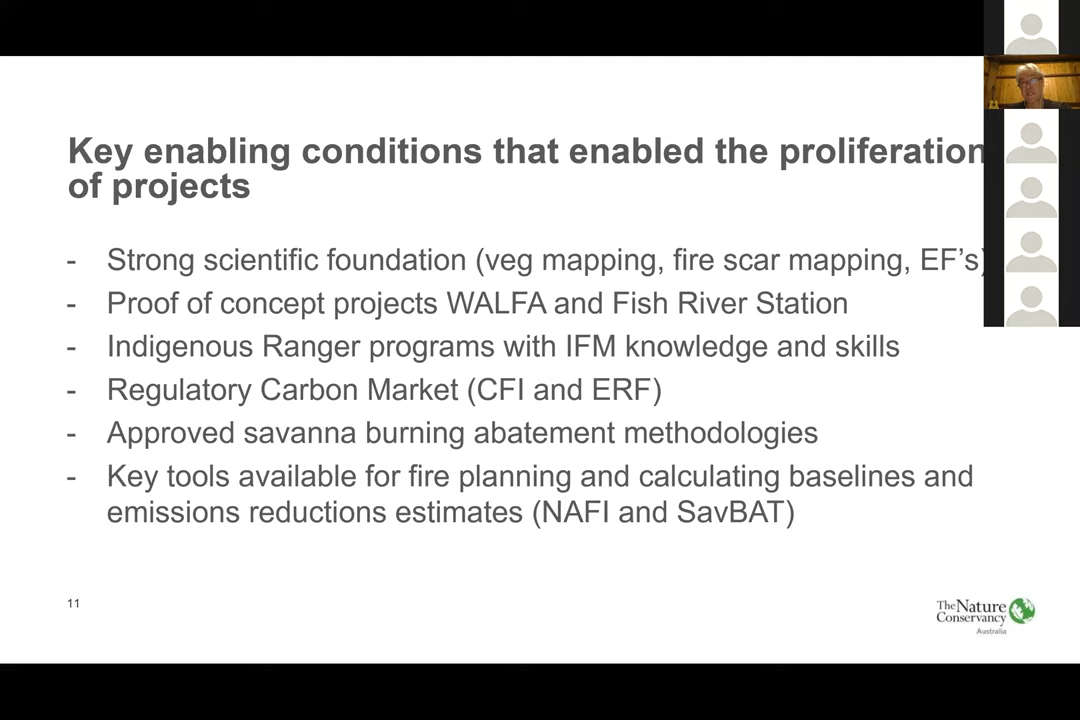 Key enabling conditions that enabled the proliferation
of projects
- Strong scientific foundation (veg mapping, fire scar mapping, EF's)
- Proof of concept projects WALFA and Fish River Station
- Indigenous Ranger programs with IFM knowledge and skills
- Regulatory Carbon Market (CFI and ERF)
- Approved savanna burning abatement methodologies
- Key tools available for fire planning and calculating baselines and
emissions reductions estimates (NAFI and SavBAT)
11
The Nature
Conservancy
Australia